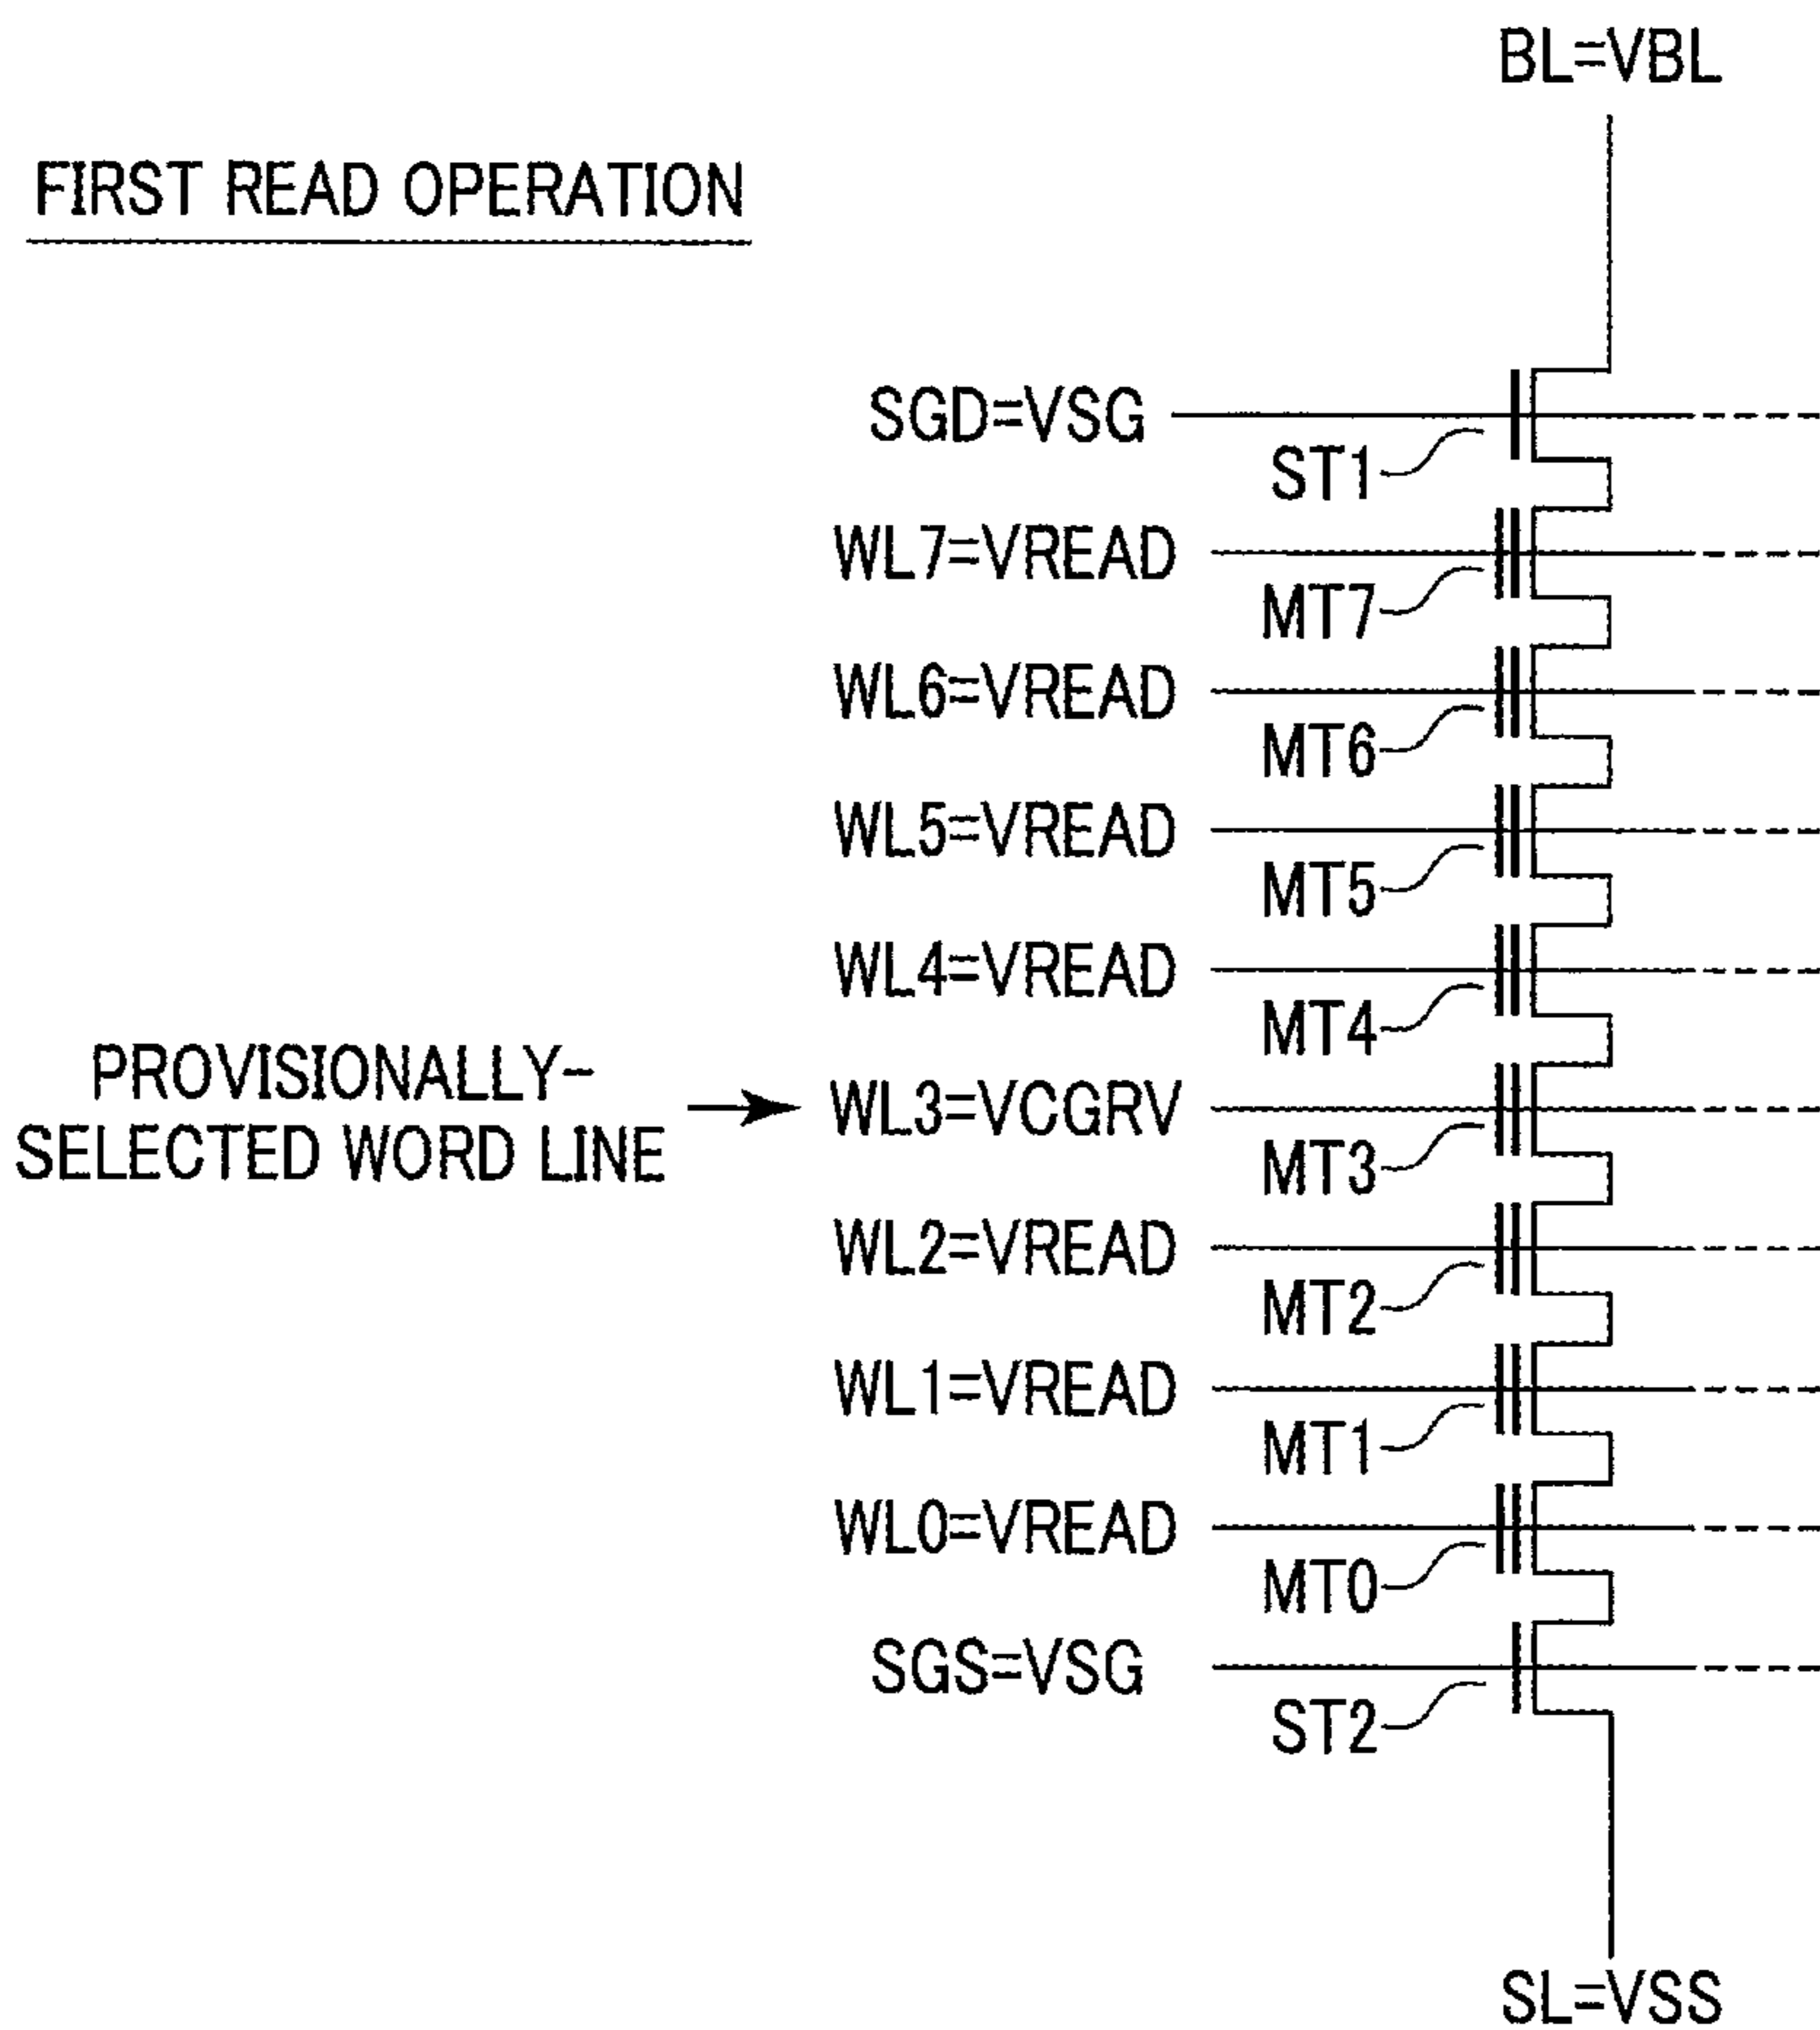 BL=VBL
FIRST READ OPERATION
SGD=VSG
ST1
WL7=VREAD
MT7
WL6=VREAD
MT6
WL5=VREAD
MT5
WL4=VREAD
MT4
PROVISIONALLY-
SELECTED WORD LINE
WL3=VCGRV
MT3
WL2=VREAD
MT2
WL1=VREAD
MT1
WL0=VREAD
MT0
SGS=VSG
ST2
SL=VSS